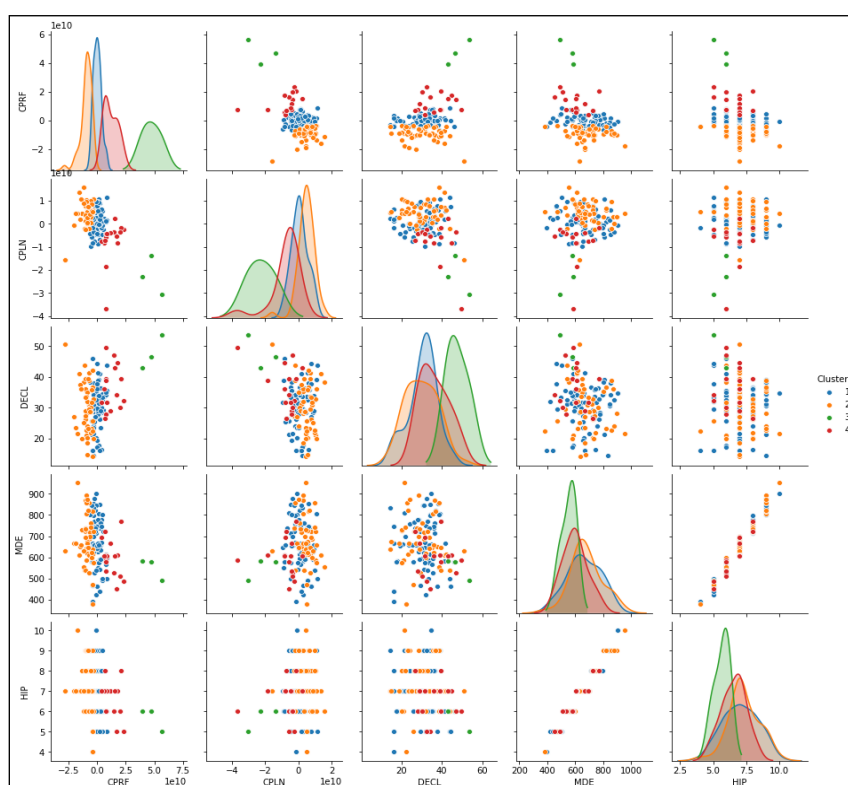 1e10
6
4
CPRF
2
0
−2
1e10
1
0
CPLN
−1
−2
−3
−4
50
40
DECL
30
20
Cluster
1
2
3
4
900
800
MDE
700
600
500
400
10
9
8
HIP
7
6
5
4
−2.5 0.0 2.5 5.0 7.5
CPRF 1e10
−4 −2 0
CPLN 1e10
20 40 60
DECL
200 400 600 800 1000
MDE
2.5 5.0 7.5 10.0
HIP